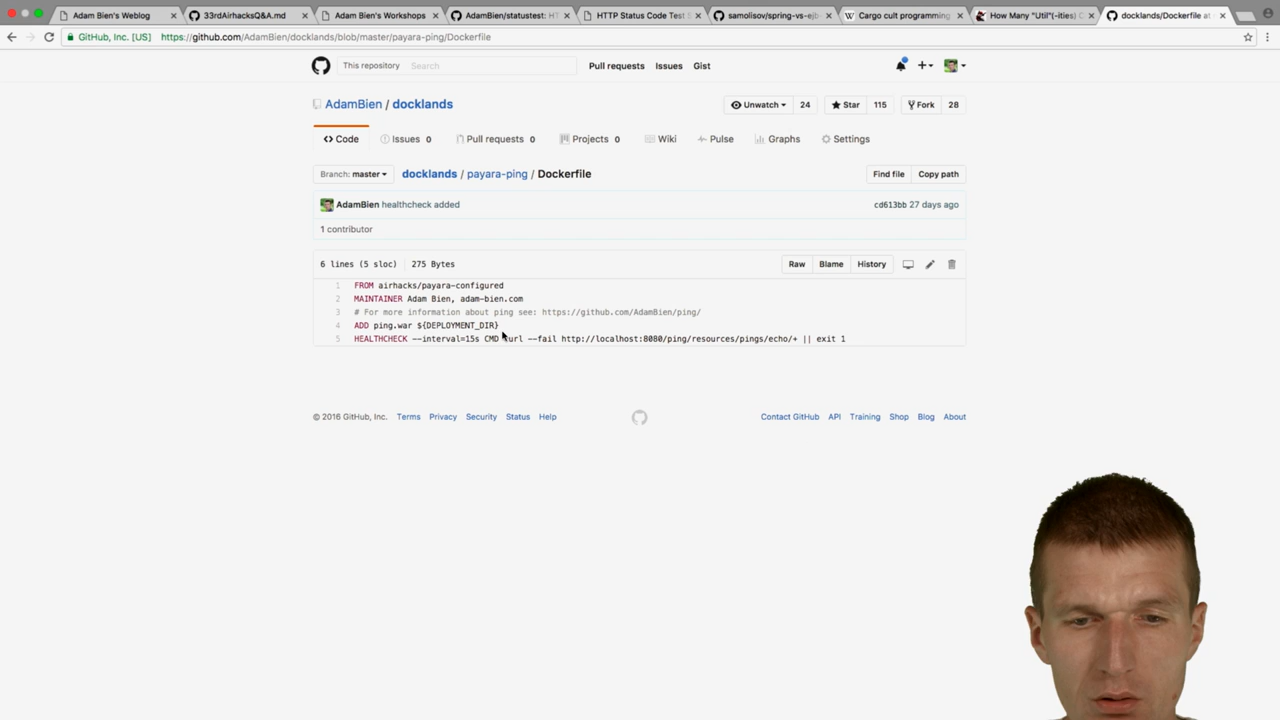 Adam Bien's Weblog
33rdAirhacksQ&A.md
Adam Bien's Workshops
AdamBien/statustest: HT
HTTP Status Code Test S
samolisov/spring-vs-ejb
Cargo cult programming
How Many "Util"(-ities) C
docklands/Dockerfile at
GitHub, Inc. [US] https://github.com/AdamBien/docklands/blob/master/payara-ping/Dockerfile
This repository Search Pull requests Issues Gist
AdamBien / docklands
Unwatch 24 Star 115 Fork 28
Code Issues 0 Pull requests 0 Projects 0 Wiki Pulse Graphs Settings
Branch: master docklands / payara-ping / Dockerfile Find file Copy path
AdamBien healthcheck added cd613bb 27 days ago
1 contributor
6 lines (5 sloc) 275 Bytes Raw Blame History
1 FROM airhacks/payara-configured
2 MAINTAINER Adam Bien, adam-bien.com
3 # For more information about ping see: https://github.com/AdamBien/ping/
4 ADD ping.war ${DEPLOYMENT_DIR}
5 HEALTHCHECK --interval=15s CMD curl --fail http://localhost:8080/ping/resources/pings/echo/+ || exit 1
© 2016 GitHub, Inc. Terms Privacy Security Status Help Contact GitHub API Training Shop Blog About